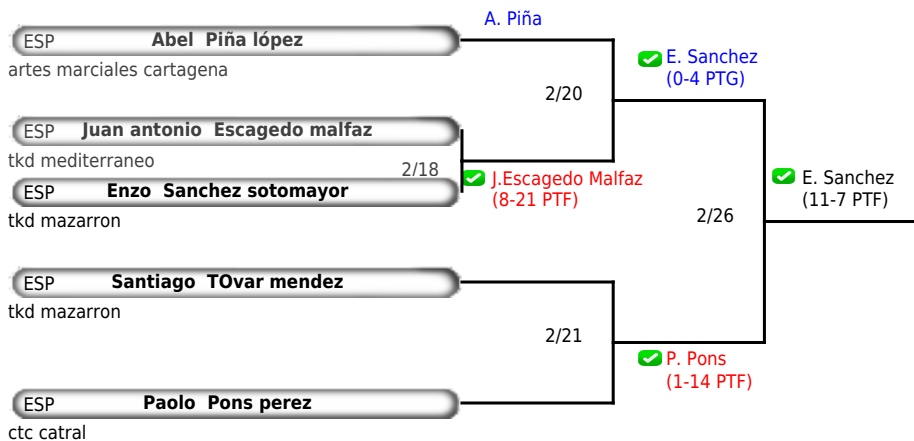 A. Piña
ESP Abel Piña lópez
artes marciales cartagena
E. Sanchez
(0-4 PTG)
2/20
ESP Juan antonio Escagedo malfaz
tkd mediterraneo
2/18
J.Escagedo Malfaz
(8-21 PTF)
ESP Enzo Sanchez sotomayor
tkd mazarron
E. Sanchez
(11-7 PTF)
2/26
ESP Santiago TOvar mendez
tkd mazarron
2/21
P. Pons
(1-14 PTF)
ESP Paolo Pons perez
ctc catral